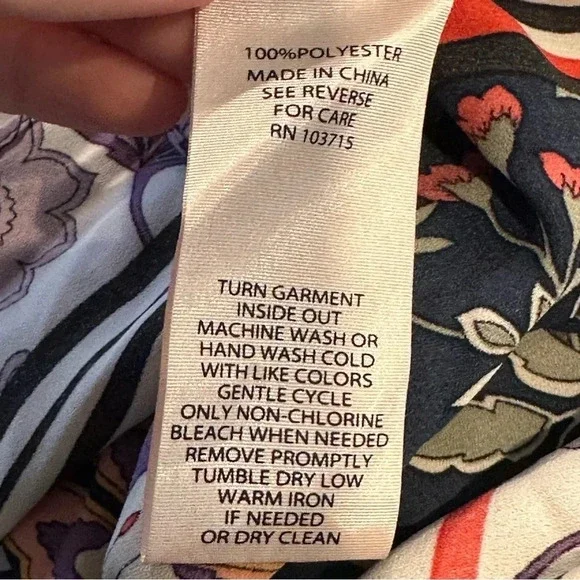 100%POLYESTER
MADE IN CHINA
SEE REVERSE
FOR CARE
RN 103715
TURN GARMENT
INSIDE OUT
MACHINE WASH OR
HAND WASH COLD
WITH LIKE COLORS
GENTLE CYCLE
ONLY NON-CHLORINE
BLEACH WHEN NEEDED
REMOVE PROMPTLY
TUMBLE DRY LOW
WARM IRON
IF NEEDED
OR DRY CLEAN